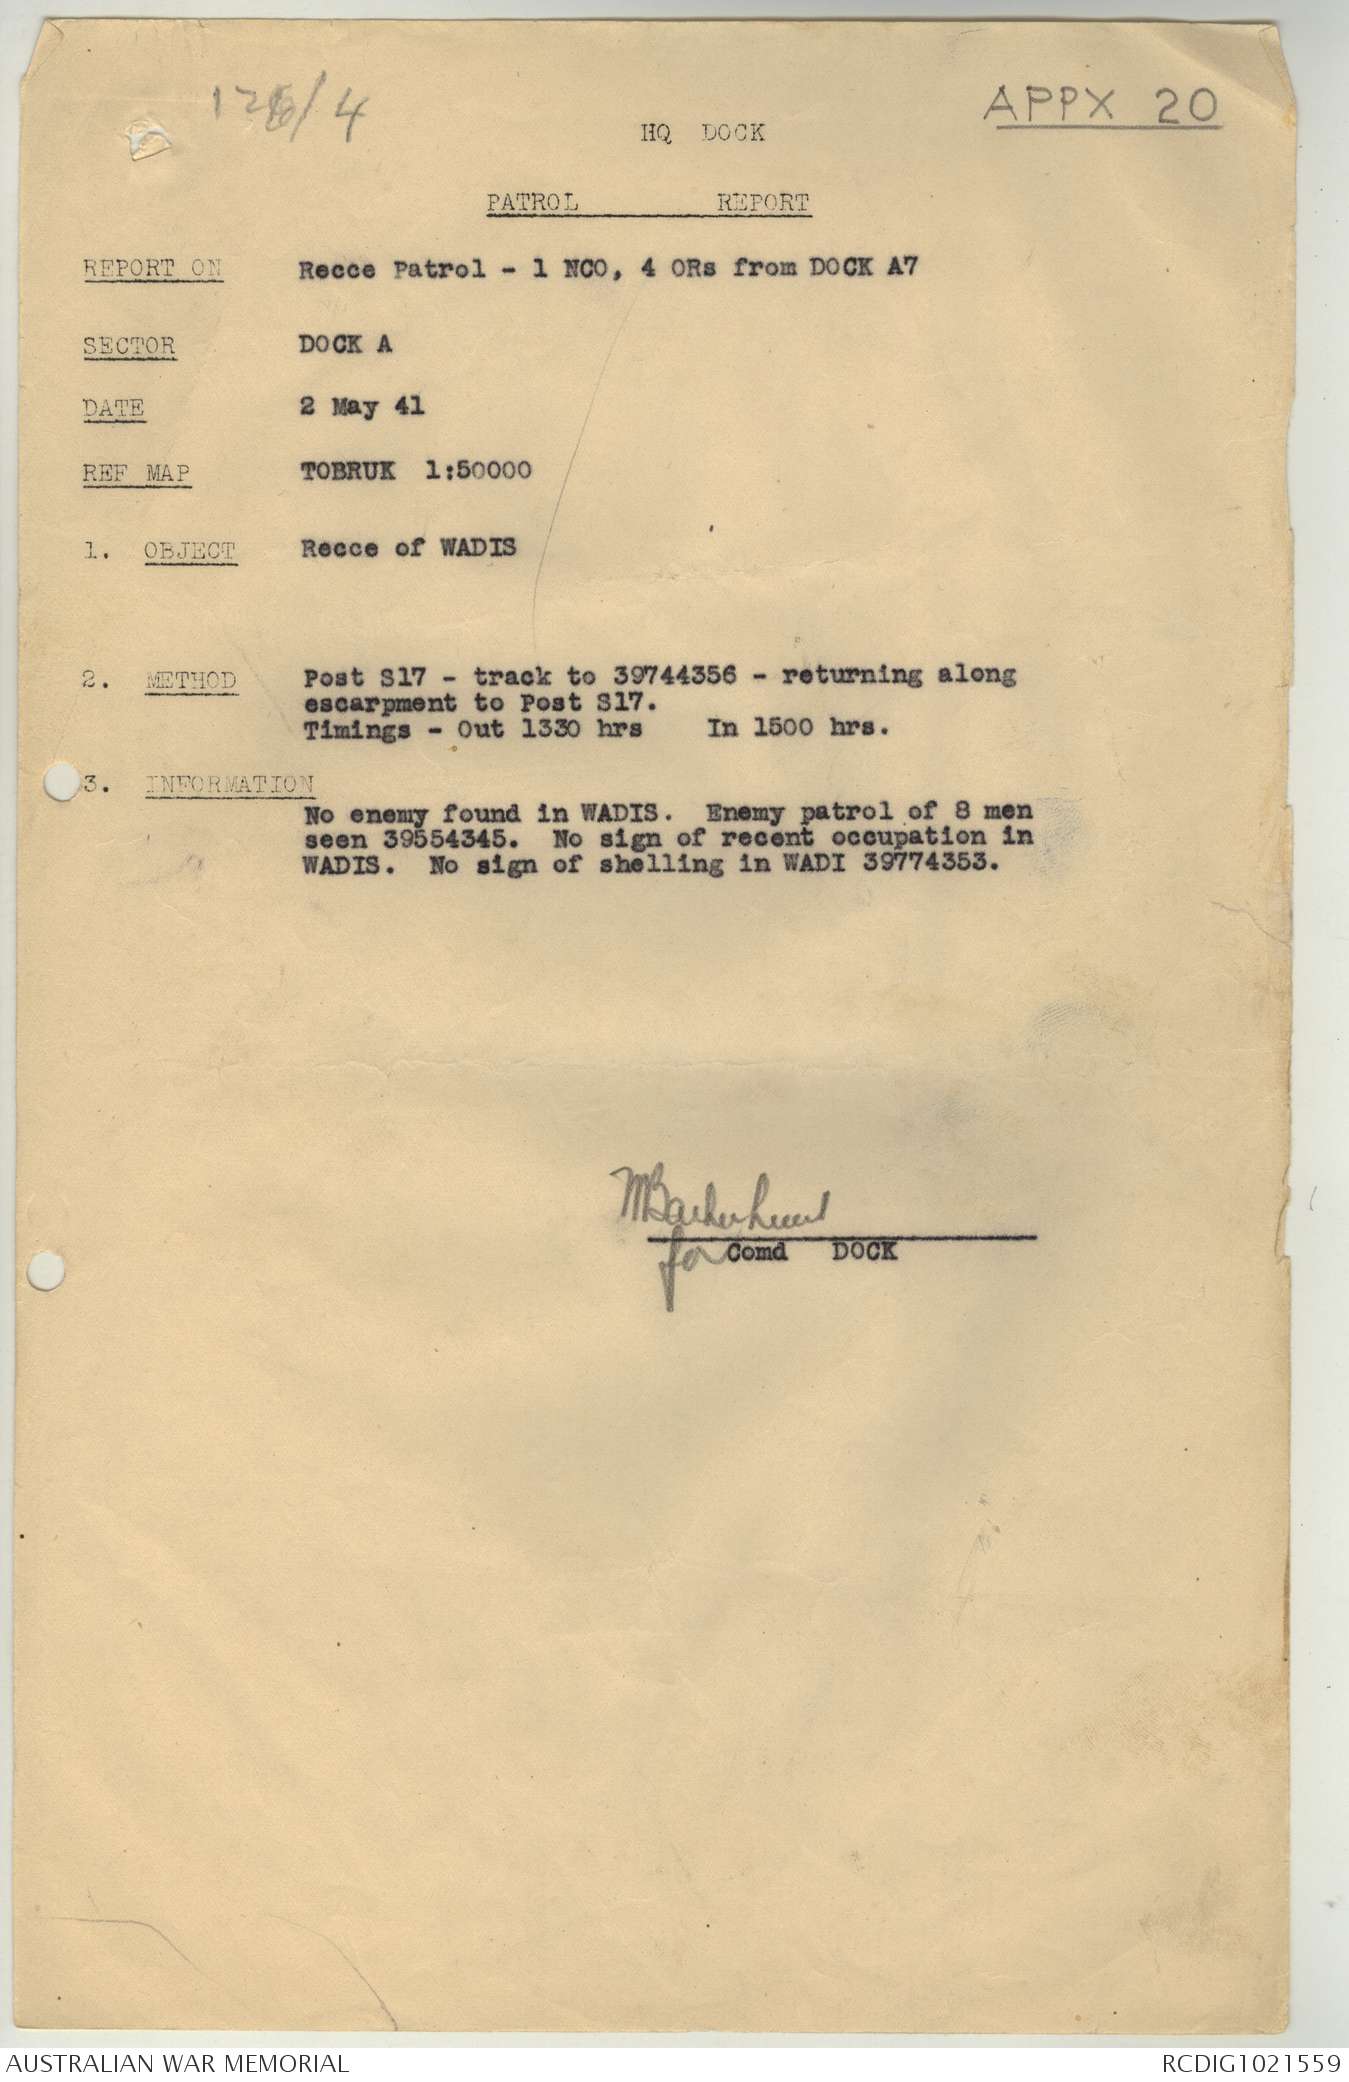 APPX 20
HQ DOCK
PATROL REPORT
REPORT ON Recce Patrol - 1 NCO, 4 ORs from DOCK A7
SECTOR DOCK A
DATE 2 May 41
REF MAP TOBRUK 1:50000
1. OBJECT Recce of WADIS
2. METHOD Post S17 - track to 39744356 - returning along
escarpment to Post S17.
Timings - Out 1330 hrs In 1500 hrs.
3. INFORMATION
No enemy found in WADIS. Enemy patrol of 8 men
seen 39554345. No sign of recent occupation in
WADIS. No sign of shelling in WADI 39774353.
for Comd DOCK
AUSTRALIAN WAR MEMORIAL RCDIG1021559